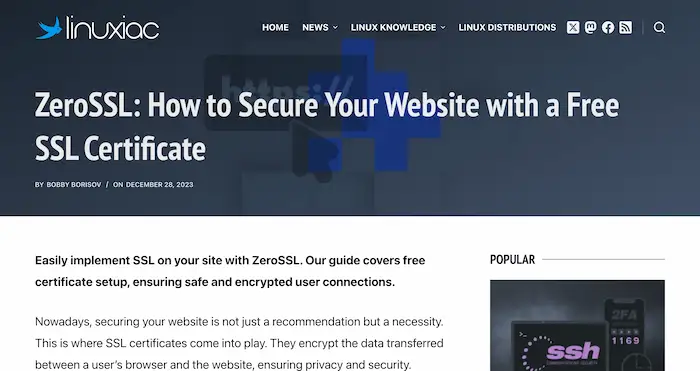 linuxiac
HOME NEWS LINUX KNOWLEDGE LINUX DISTRIBUTIONS
https://
ZeroSSL: How to Secure Your Website with a Free
SSL Certificate
BY BOBBY BORISOV / ON DECEMBER 28, 2023
Easily implement SSL on your site with ZeroSSL. Our guide covers free
certificate setup, ensuring safe and encrypted user connections.
POPULAR
Nowadays, securing your website is not just a recommendation but a necessity.
This is where SSL certificates come into play. They encrypt the data transferred
between a user's browser and the website, ensuring privacy and security.
2FA
1169
ssh